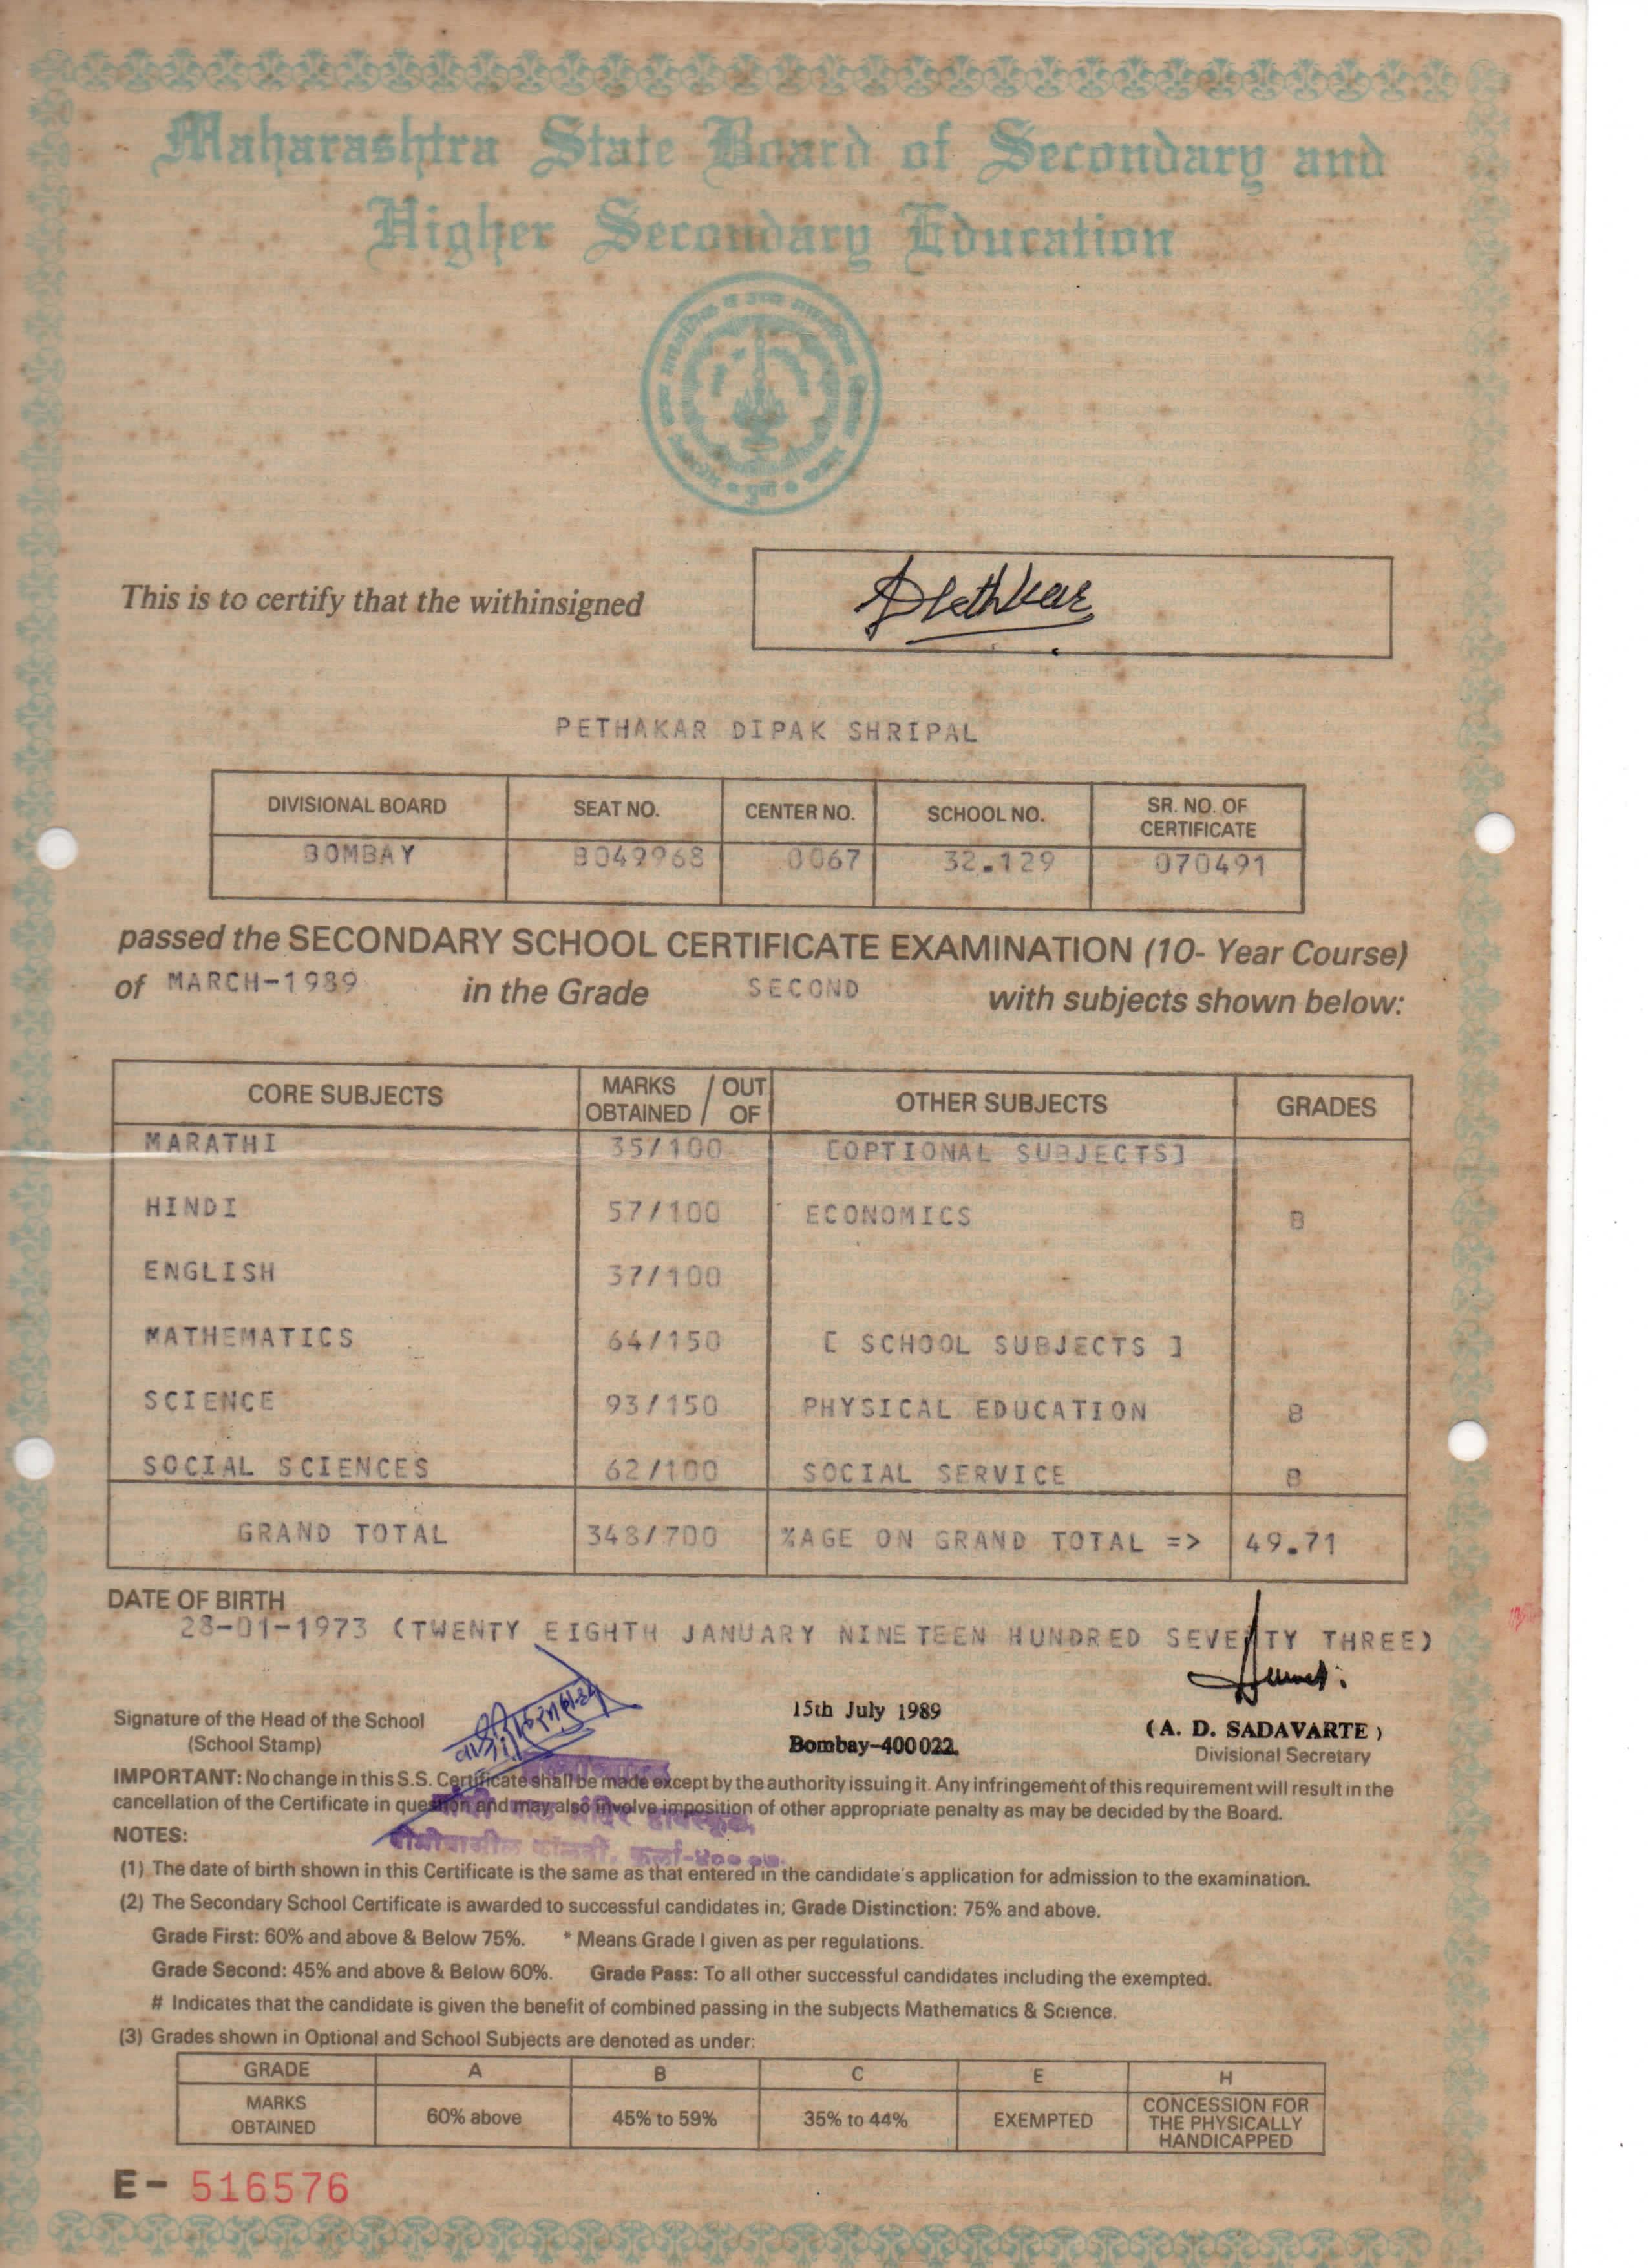 Maharashtra State Board of Secondary and
Higher Secondary Education
This is to certify that the withinsigned
PETHAKAR DIPAK SHRIPAL
DIVISIONAL BOARD SEAT NO. CENTER NO. SCHOOL NO. SR. NO. OF CERTIFICATE
BOMBAY B049968 0067 32.129 070491
passed the SECONDARY SCHOOL CERTIFICATE EXAMINATION (10- Year Course)
of MARCH-1989 in the Grade SECOND with subjects shown below:
CORE SUBJECTS MARKS OBTAINED / OUT OF OTHER SUBJECTS GRADES
MARATHI 35/100 [OPTIONAL SUBJECTS]
HINDI 57/100 ECONOMICS B
ENGLISH 37/100
MATHEMATICS 64/150 [ SCHOOL SUBJECTS ]
SCIENCE 93/150 PHYSICAL EDUCATION B
SOCIAL SCIENCES 62/100 SOCIAL SERVICE B
GRAND TOTAL 348/700 %AGE ON GRAND TOTAL => 49.71
DATE OF BIRTH
28-01-1973 (TWENTY EIGHTH JANUARY NINETEEN HUNDRED SEVENTY THREE)
Signature of the Head of the School 15th July 1989 (A. D. SADAVARTE)
(School Stamp) Bombay-400022. Divisional Secretary
IMPORTANT: No change in this S.S. Certificate shall be made except by the authority issuing it. Any infringement of this requirement will result in the
cancellation of the Certificate in question and may also involve imposition of other appropriate penalty as may be decided by the Board.
NOTES:
(1) The date of birth shown in this Certificate is the same as that entered in the candidate's application for admission to the examination.
(2) The Secondary School Certificate is awarded to successful candidates in; Grade Distinction: 75% and above.
Grade First: 60% and above & Below 75%. * Means Grade I given as per regulations.
Grade Second: 45% and above & Below 60%. Grade Pass: To all other successful candidates including the exempted.
# Indicates that the candidate is given the benefit of combined passing in the subjects Mathematics & Science.
(3) Grades shown in Optional and School Subjects are denoted as under:
GRADE A B C E H
MARKS OBTAINED 60% above 45% to 59% 35% to 44% EXEMPTED CONCESSION FOR THE PHYSICALLY HANDICAPPED
E- 516576